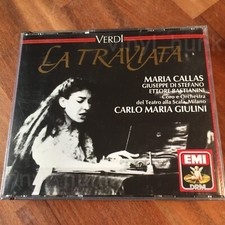 VERDI
LA TRAVIATA
MARIA CALLAS
GIUSEPPE DI STEFANO
ETTORE BASTIANINI
Coro e Orchestra
del Teatro alla Scala, Milano
CARLO MARIA GIULINI
EMI
DRM